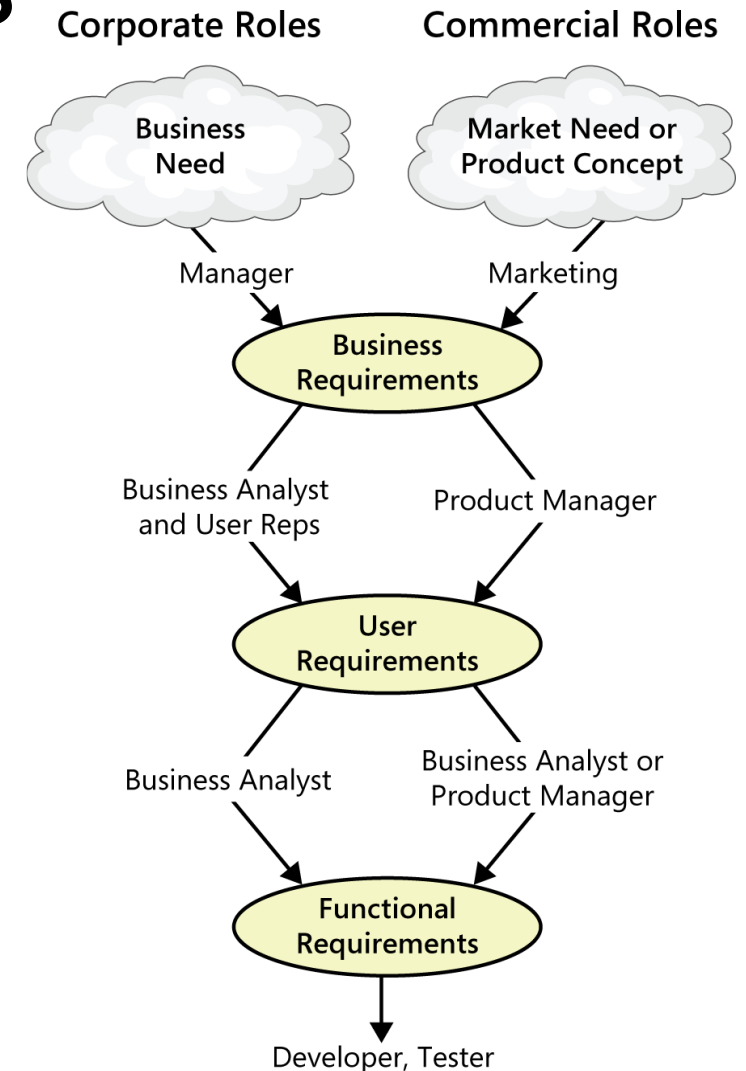 Corporate Roles
Commercial Roles
Business
Need
Market Need or
Product Concept
Manager
Marketing
Business
Requirements
Business Analyst
and User Reps
Product Manager
User
Requirements
Business Analyst
Business Analyst or
Product Manager
Functional
Requirements
Developer, Tester